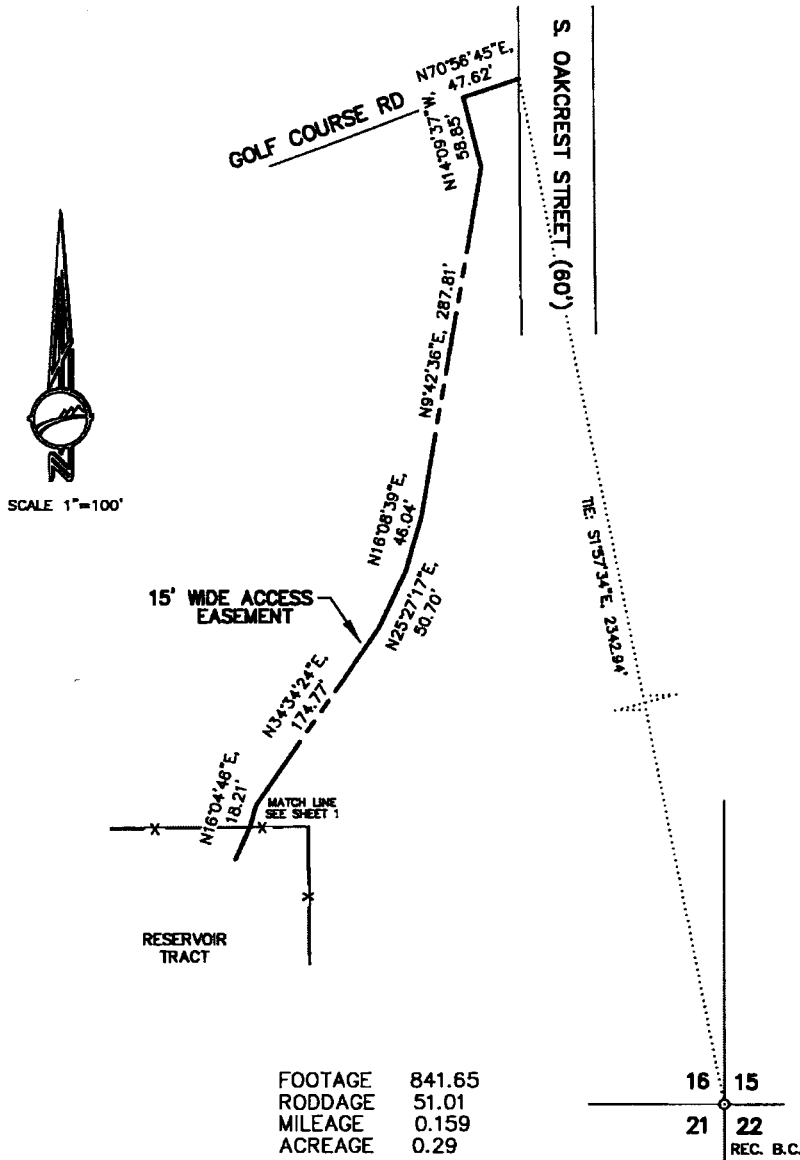 N70°56'45"E,
47.62'
S. OAKCREST STREET (60')
GOLF COURSE RD
N14°09'37"W,
58.85'
N9°42'36"E, 287.81'
N
SCALE 1"=100'
N16°08'39"E,
46.04'
15' WIDE ACCESS
EASEMENT
N25°27'17"E,
50.70'
TIE: S1°57'34"E, 2342.94'
N34°34'24"E,
174.77'
N16°04'48"E,
18.21'
MATCH LINE
SEE SHEET 1
RESERVOIR
TRACT
FOOTAGE 841.65
RODDAGE 51.01
MILEAGE 0.159
ACREAGE 0.29
16 15
21 22
REC. B.C.